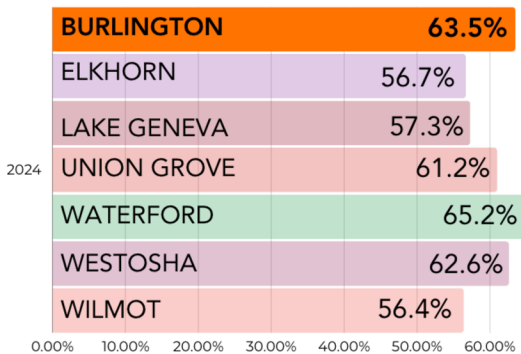 BURLINGTON 63.5%
ELKHORN 56.7%
LAKE GENEVA 57.3%
2024 UNION GROVE 61.2%
WATERFORD 65.2%
WESTOSHA 62.6%
WILMOT 56.4%
0.00% 10.00% 20.00% 30.00% 40.00% 50.00% 60.00%